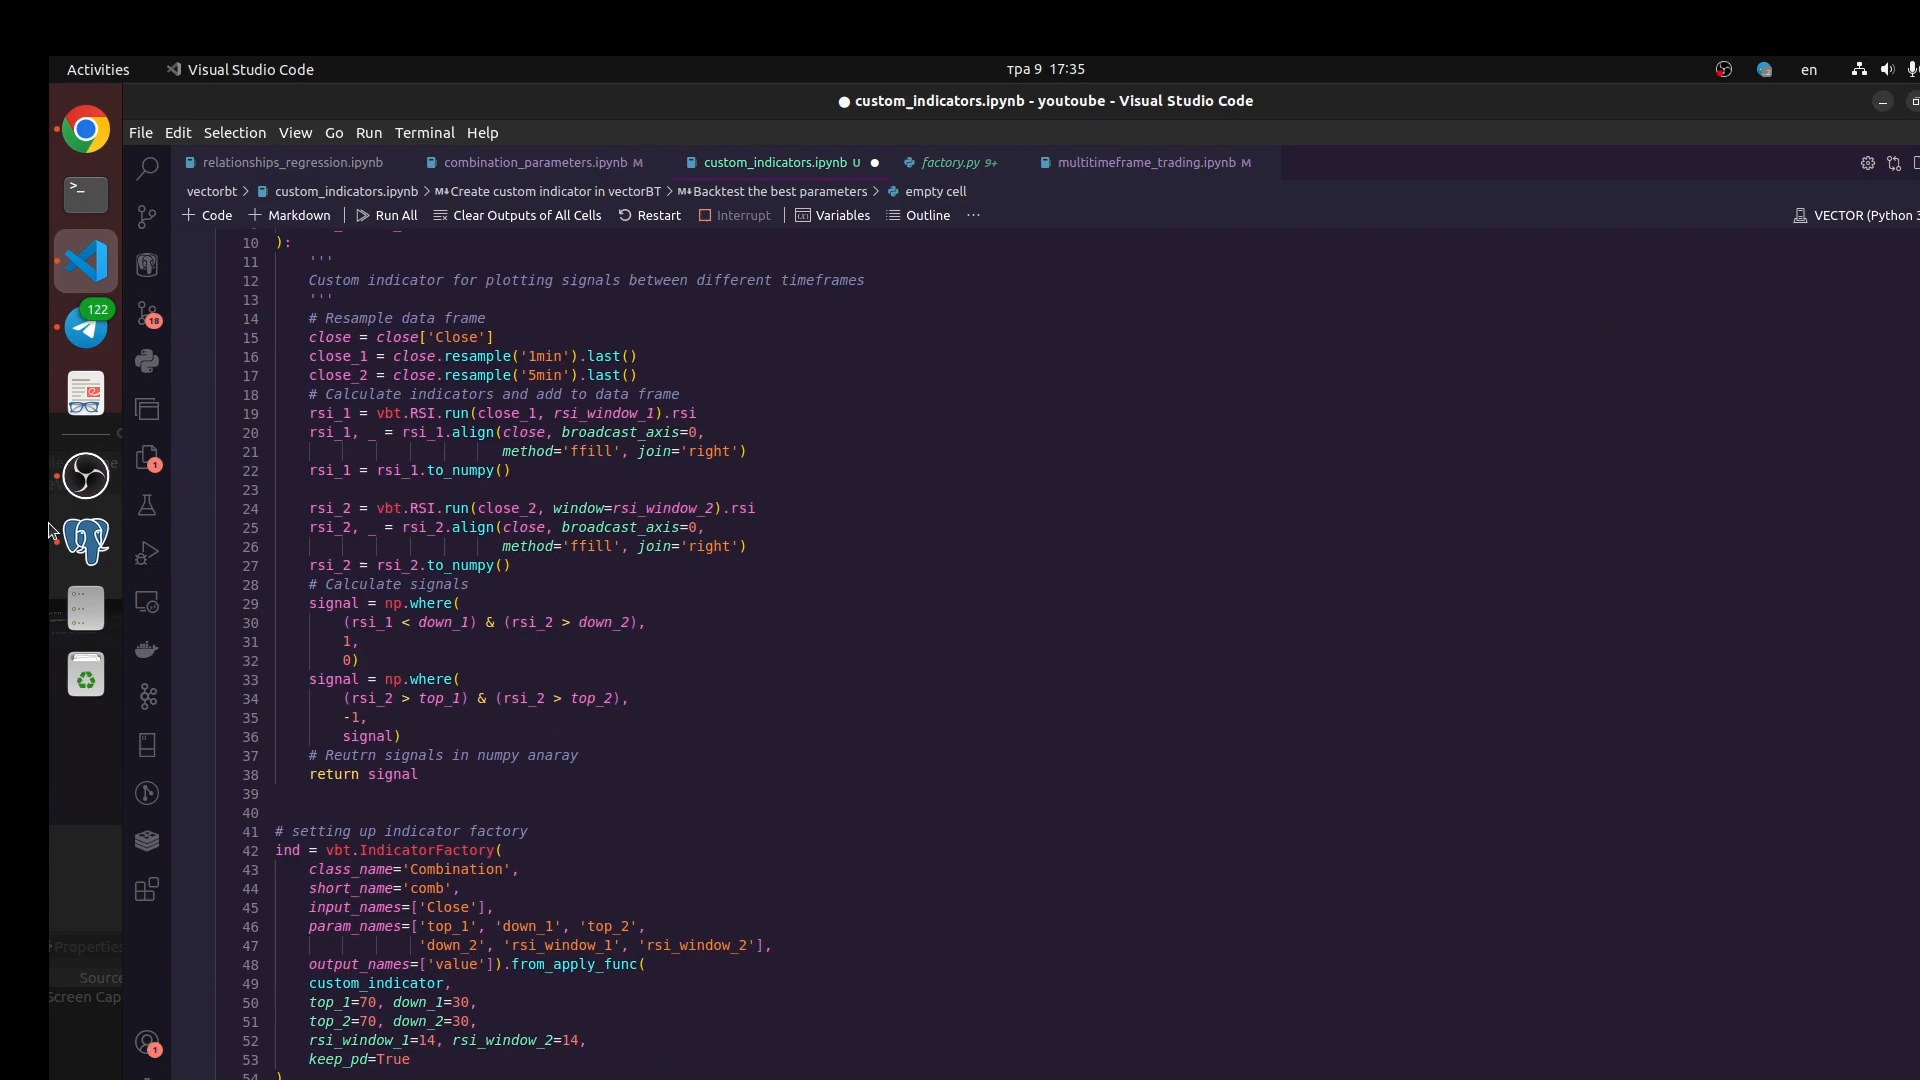 Activities
Visual Studio Code
тра 9 17:35
en
● custom_indicators.ipynb - youtoube - Visual Studio Code
File Edit Selection View Go Run Terminal Help
relationships_regression.ipynb
combination_parameters.ipynb M
custom_indicators.ipynb U ●
factory.py 9+
multitimeframe_trading.ipynb M
vectorbt > custom_indicators.ipynb > M↓Create custom indicator in vectorBT > M↓Backtest the best parameters > empty cell
+ Code + Markdown | Run All Clear Outputs of All Cells Restart Interrupt | Variables Outline ···
VECTOR (Python 3
10 ):
11     '''
12     Custom indicator for plotting signals between different timeframes
13     '''
14     # Resample data frame
15     close = close['Close']
16     close_1 = close.resample('1min').last()
17     close_2 = close.resample('5min').last()
18     # Calculate indicators and add to data frame
19     rsi_1 = vbt.RSI.run(close_1, rsi_window_1).rsi
20     rsi_1, _ = rsi_1.align(close, broadcast_axis=0,
21                            method='ffill', join='right')
22     rsi_1 = rsi_1.to_numpy()
23
24     rsi_2 = vbt.RSI.run(close_2, window=rsi_window_2).rsi
25     rsi_2, _ = rsi_2.align(close, broadcast_axis=0,
26                            method='ffill', join='right')
27     rsi_2 = rsi_2.to_numpy()
28     # Calculate signals
29     signal = np.where(
30         (rsi_1 < down_1) & (rsi_2 > down_2),
31         1,
32         0)
33     signal = np.where(
34         (rsi_2 > top_1) & (rsi_2 > top_2),
35         -1,
36         signal)
37     # Reutrn signals in numpy anaray
38     return signal
39
40
41 # setting up indicator factory
42 ind = vbt.IndicatorFactory(
43     class_name='Combination',
44     short_name='comb',
45     input_names=['Close'],
46     param_names=['top_1', 'down_1', 'top_2',
47                  'down_2', 'rsi_window_1', 'rsi_window_2'],
48     output_names=['value']).from_apply_func(
49     custom_indicator,
50     top_1=70, down_1=30,
51     top_2=70, down_2=30,
52     rsi_window_1=14, rsi_window_2=14,
53     keep_pd=True
54 )
122
18
1
1
Properties
Source
Screen Cap